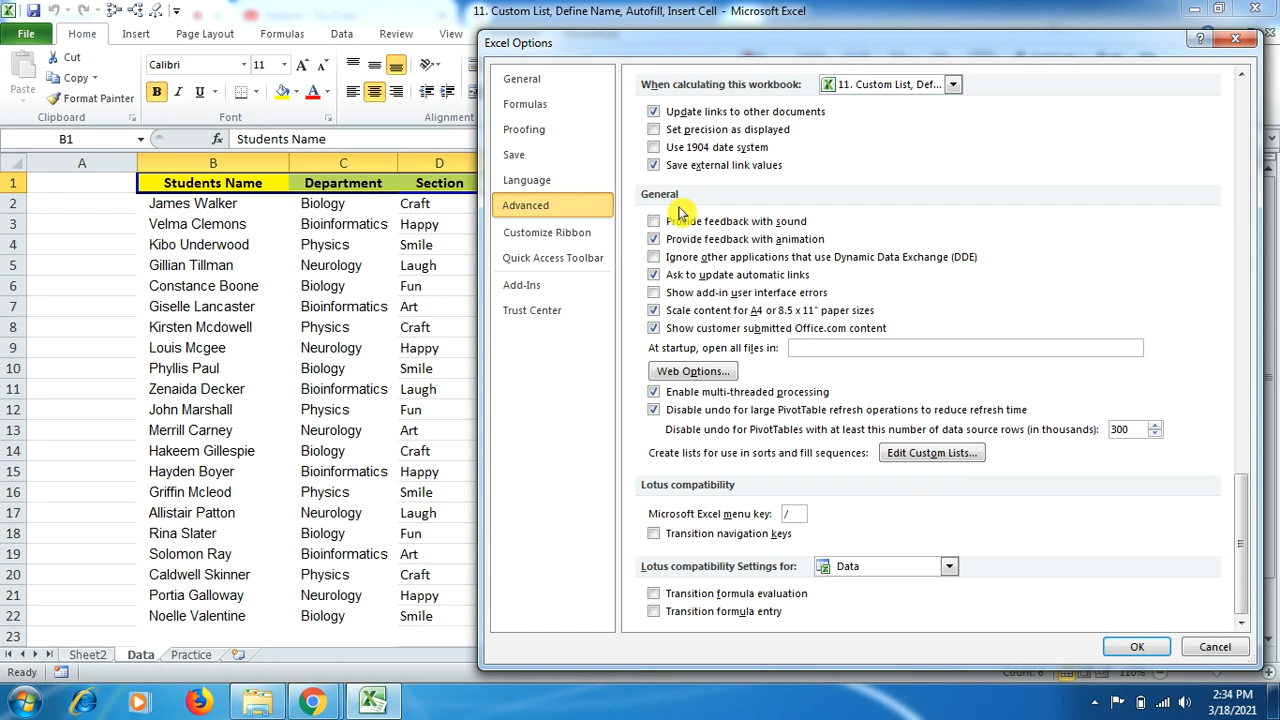 11. Custom List, Define Name, Autofill, Insert Cell - Microsoft Excel
File Home Insert Page Layout Formulas Data Review View
Cut
Copy
Format Painter
Paste
Calibri 11
B I U
Clipboard Font Alignment
B1 fx Students Name
A B C D
1 Students Name Department Section
2 James Walker Biology Craft
3 Velma Clemons Bioinformatics Happy
4 Kibo Underwood Physics Smile
5 Gillian Tillman Neurology Laugh
6 Constance Boone Biology Fun
7 Giselle Lancaster Bioinformatics Art
8 Kirsten Mcdowell Physics Craft
9 Louis Mcgee Neurology Happy
10 Phyllis Paul Biology Smile
11 Zenaida Decker Bioinformatics Laugh
12 John Marshall Physics Fun
13 Merrill Carney Neurology Art
14 Hakeem Gillespie Biology Craft
15 Hayden Boyer Bioinformatics Happy
16 Griffin Mcleod Physics Smile
17 Allistair Patton Neurology Laugh
18 Rina Slater Biology Fun
19 Solomon Ray Bioinformatics Art
20 Caldwell Skinner Physics Craft
21 Portia Galloway Neurology Happy
22 Noelle Valentine Biology Smile
23
Sheet2 Data Practice
Ready Count: 6 110%
Excel Options
General
Formulas
Proofing
Save
Language
Advanced
Customize Ribbon
Quick Access Toolbar
Add-Ins
Trust Center
When calculating this workbook: 11. Custom List, Def...
Update links to other documents
Set precision as displayed
Use 1904 date system
Save external link values
General
Provide feedback with sound
Provide feedback with animation
Ignore other applications that use Dynamic Data Exchange (DDE)
Ask to update automatic links
Show add-in user interface errors
Scale content for A4 or 8.5 x 11" paper sizes
Show customer submitted Office.com content
At startup, open all files in:
Web Options...
Enable multi-threaded processing
Disable undo for large PivotTable refresh operations to reduce refresh time
Disable undo for PivotTables with at least this number of data source rows (in thousands): 300
Create lists for use in sorts and fill sequences: Edit Custom Lists...
Lotus compatibility
Microsoft Excel menu key: /
Transition navigation keys
Lotus compatibility Settings for: Data
Transition formula evaluation
Transition formula entry
OK Cancel
2:34 PM
3/18/2021